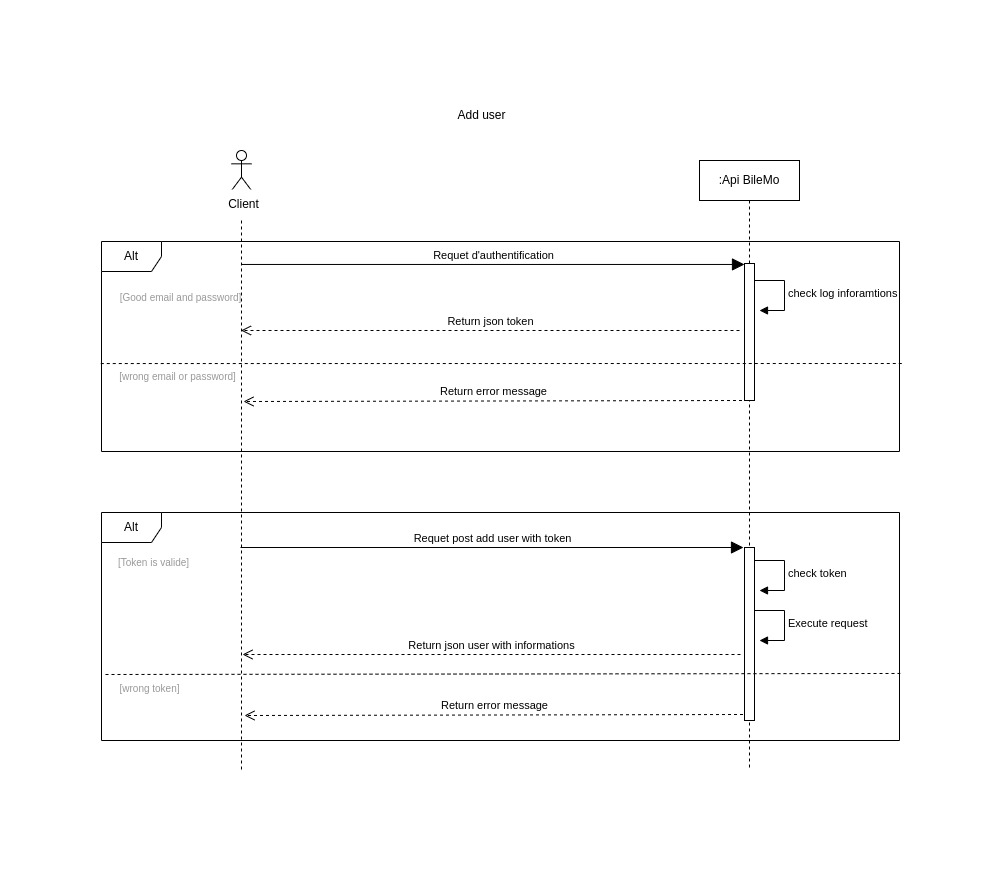 Add user
Client
:Api BileMo
Alt
Requet d'authentification
[Good email and password]
check log inforamtions
Return json token
[wrong email or password]
Return error message
Alt
Requet post add user with token
[Token is valide]
check token
Execute request
Return json user with informations
[wrong token]
Return error message